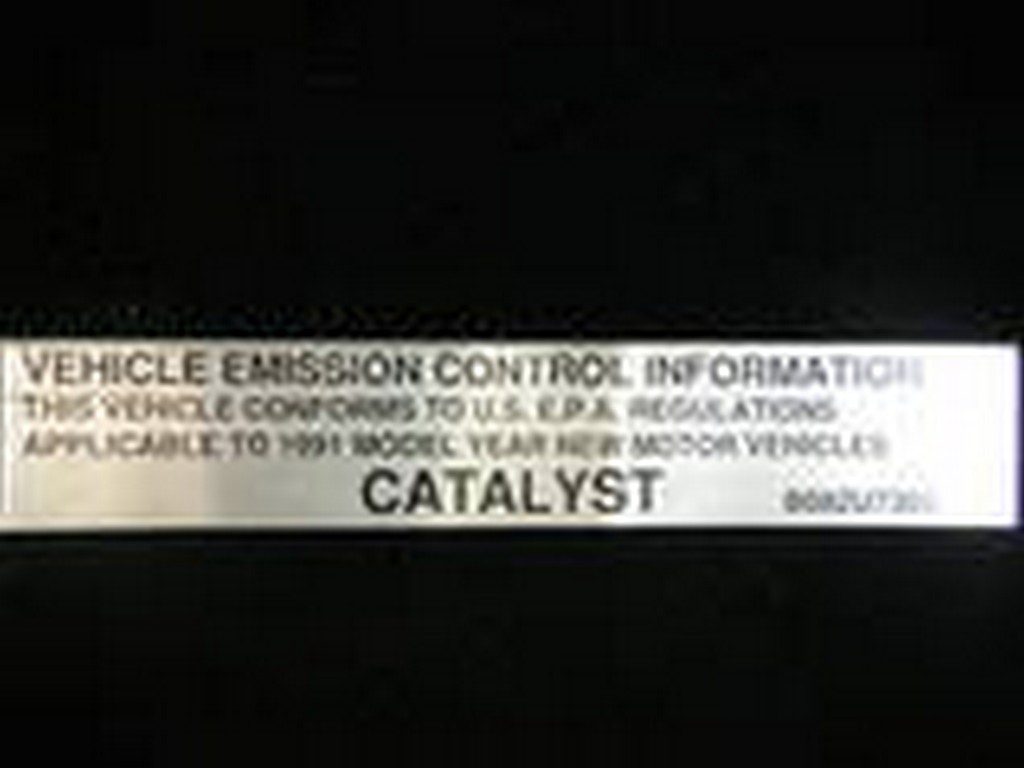 VEHICLE EMISSION CONTROL INFORMATION
THIS VEHICLE CONFORMS TO U.S. E.P.A. REGULATIONS
APPLICABLE TO 1991 MODEL YEAR NEW MOTOR VEHICLES
CATALYST